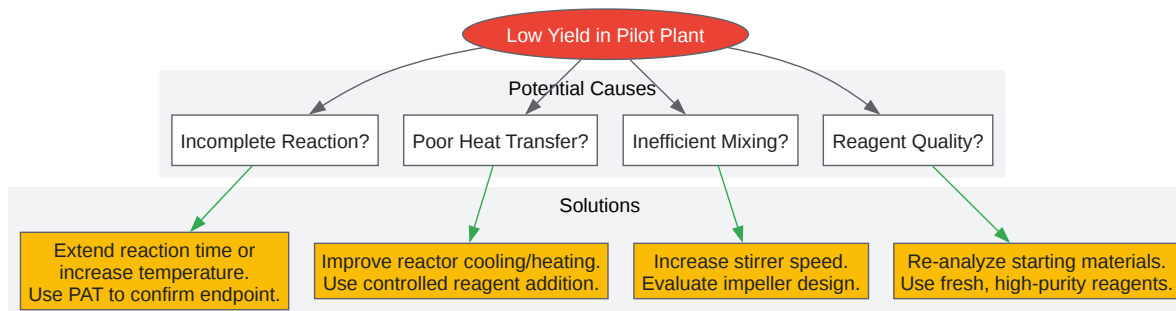 Low Yield in Pilot Plant
Potential Causes
Incomplete Reaction?
Poor Heat Transfer?
Inefficient Mixing?
Reagent Quality?
Solutions
Extend reaction time or
increase temperature.
Use PAT to confirm endpoint.
Improve reactor cooling/heating.
Use controlled reagent addition.
Increase stirrer speed.
Evaluate impeller design.
Re-analyze starting materials.
Use fresh, high-purity reagents.